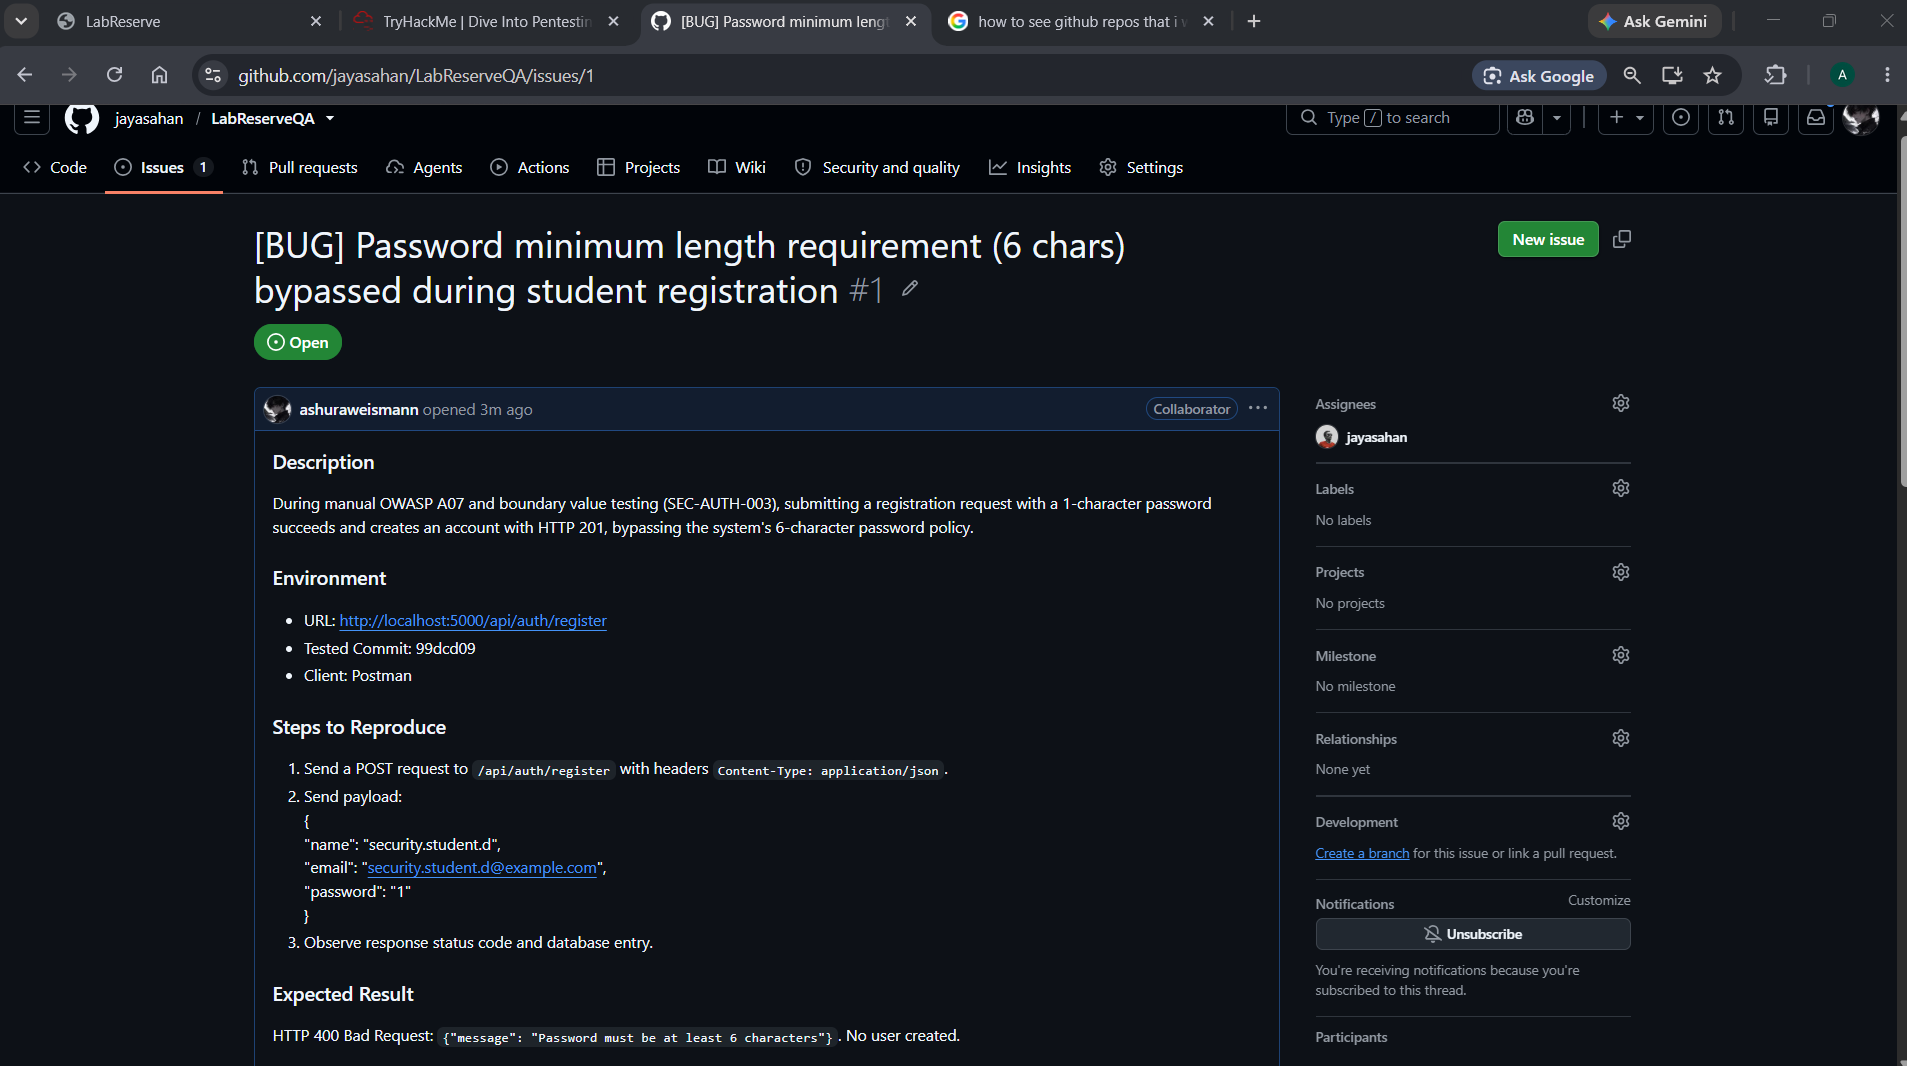 LabReserve
TryHackMe | Dive Into Pentestin
[BUG] Password minimum lengt
how to see github repos that i w
Ask Gemini
github.com/jayasahan/LabReserveQA/issues/1
Ask Google
A
jayasahan / LabReserveQA
Type / to search
Code
Issues 1
Pull requests
Agents
Actions
Projects
Wiki
Security and quality
Insights
Settings
[BUG] Password minimum length requirement (6 chars)
bypassed during student registration #1
New issue
Open
ashuraweismann opened 3m ago
Collaborator
Description
During manual OWASP A07 and boundary value testing (SEC-AUTH-003), submitting a registration request with a 1-character password
succeeds and creates an account with HTTP 201, bypassing the system's 6-character password policy.
Environment
• URL: http://localhost:5000/api/auth/register
• Tested Commit: 99dcd09
• Client: Postman
Steps to Reproduce
1. Send a POST request to /api/auth/register with headers Content-Type: application/json.
2. Send payload:
{
"name": "security.student.d",
"email": "security.student.d@example.com",
"password": "1"
}
3. Observe response status code and database entry.
Expected Result
HTTP 400 Bad Request: {"message": "Password must be at least 6 characters"}. No user created.
Assignees
jayasahan
Labels
No labels
Projects
No projects
Milestone
No milestone
Relationships
None yet
Development
Create a branch for this issue or link a pull request.
Notifications
Customize
Unsubscribe
You're receiving notifications because you're
subscribed to this thread.
Participants